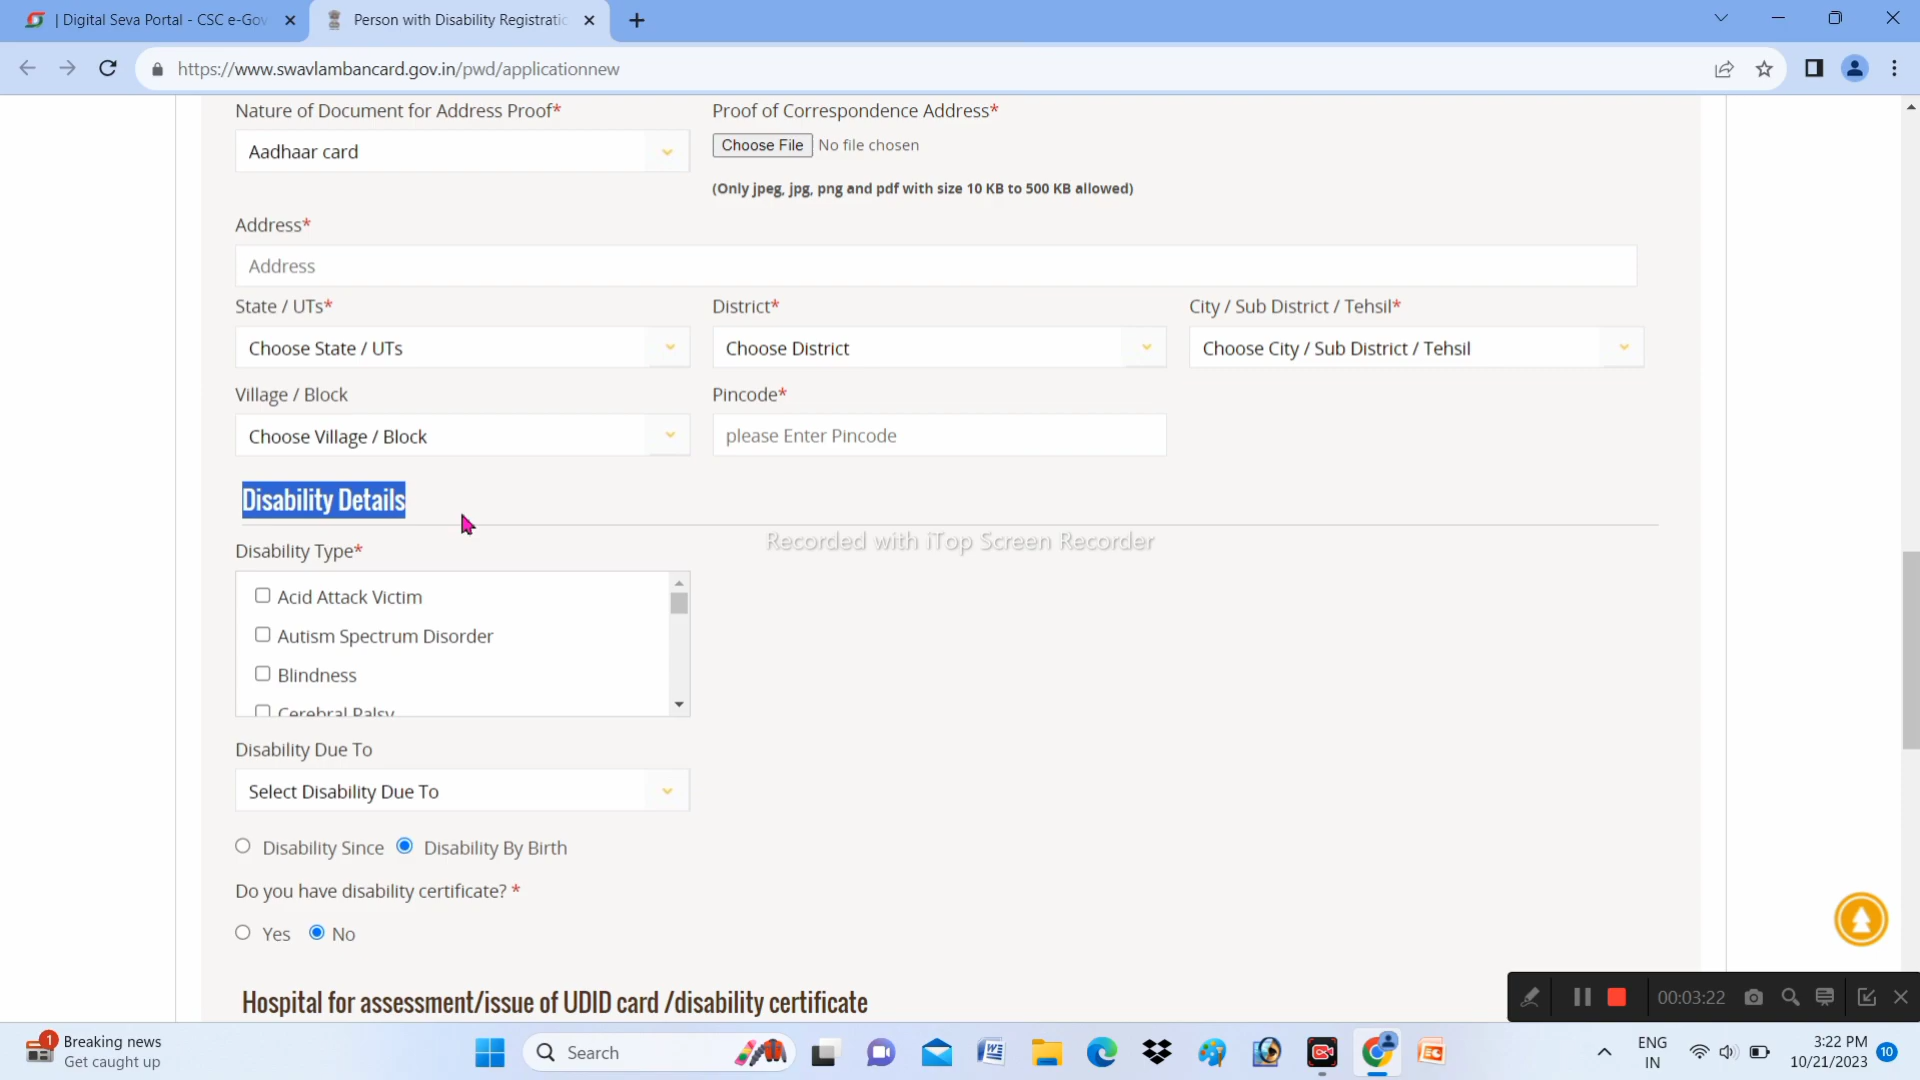 | Digital Seva Portal - CSC e-Gov
Person with Disability Registratio
https://www.swavlambancard.gov.in/pwd/applicationnew
Nature of Document for Address Proof*
Proof of Correspondence Address*
Aadhaar card
Choose File No file chosen
(Only jpeg, jpg, png and pdf with size 10 KB to 500 KB allowed)
Address*
Address
State / UTs*
District*
City / Sub District / Tehsil*
Choose State / UTs
Choose District
Choose City / Sub District / Tehsil
Village / Block
Pincode*
Choose Village / Block
please Enter Pincode
Disability Details
Recorded with iTop Screen Recorder
Disability Type*
Acid Attack Victim
Autism Spectrum Disorder
Blindness
Cerebral Palsy
Disability Due To
Select Disability Due To
Disability Since Disability By Birth
Do you have disability certificate? *
Yes No
Hospital for assessment/issue of UDID card /disability certificate
00:03:22
1
Breaking news
Get caught up
Search
ENG
IN
3:22 PM
10/21/2023
10